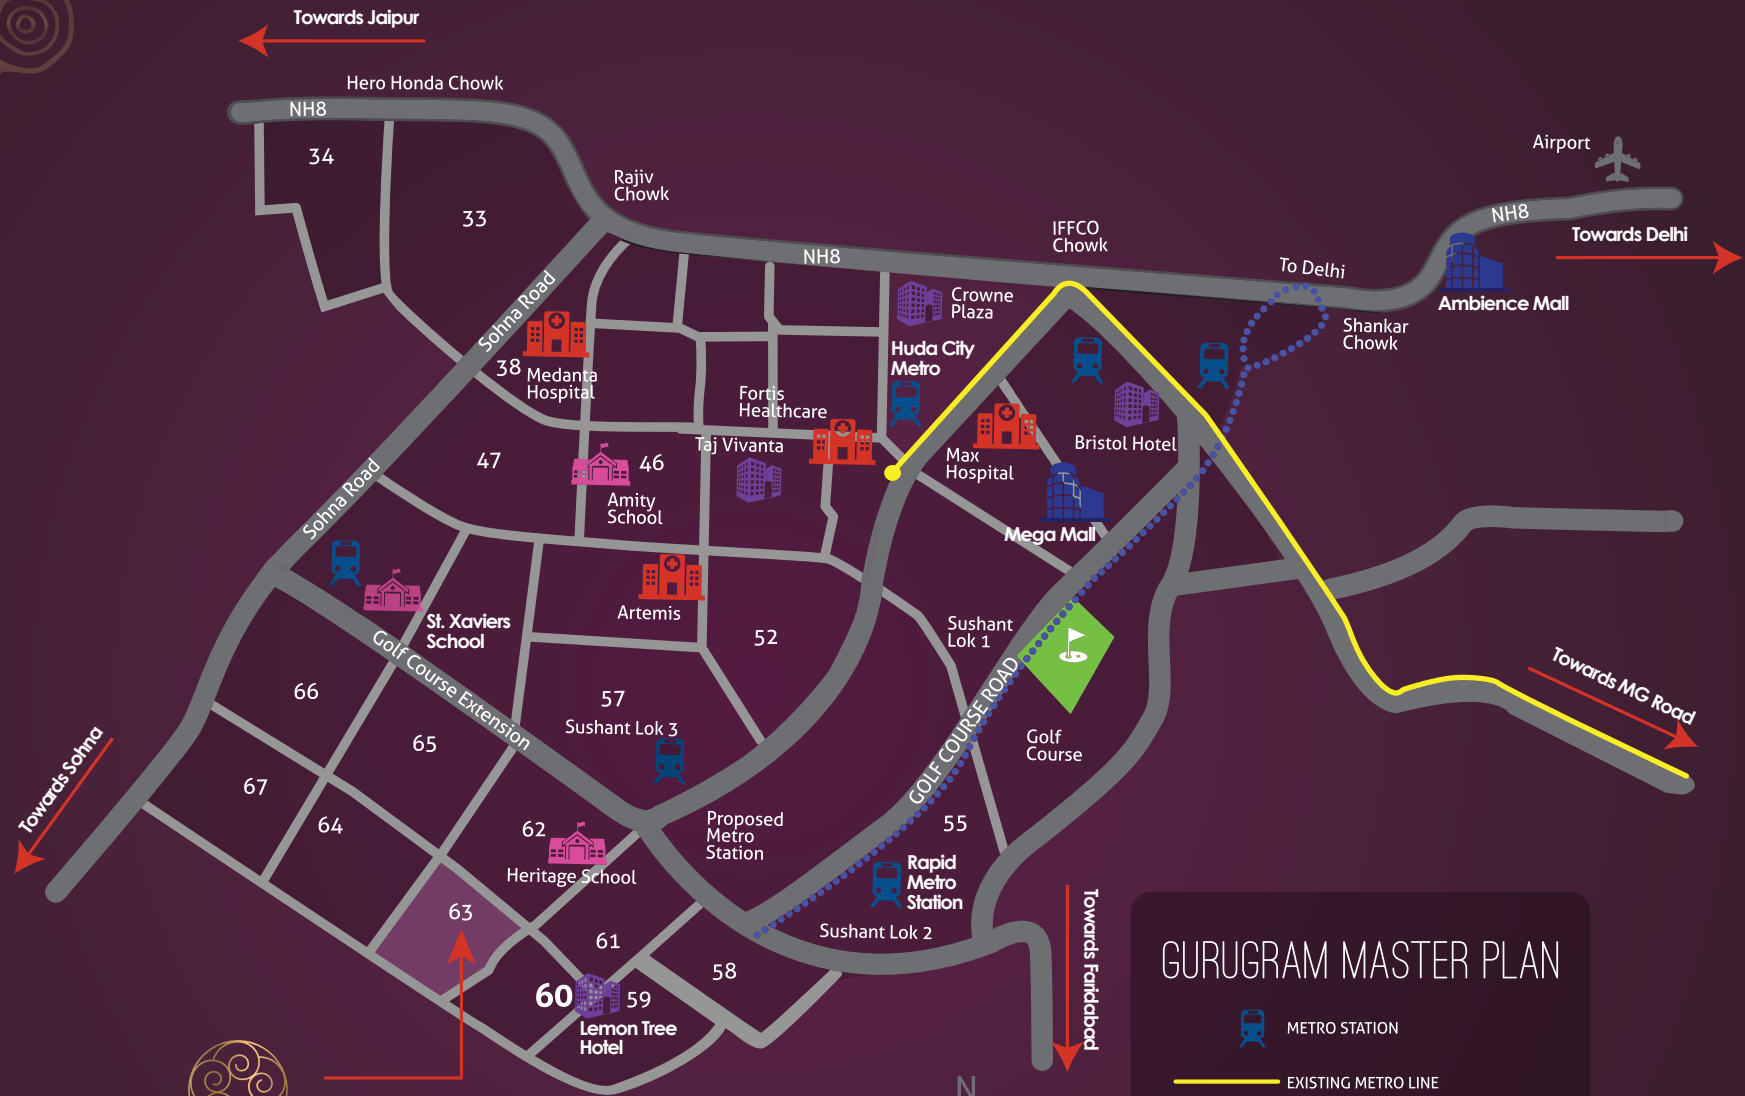 Towards Jaipur
Hero Honda Chowk
NH8
34
33
Rajiv
Chowk
Airport
NH8
Towards Delhi
IFFCO
Chowk
NH8
To Delhi
Ambience Mall
Shankar
Chowk
Sohna Road
Crowne
Plaza
Huda City
Metro
38
Medanta
Hospital
Fortis
Healthcare
Taj Vivanta
Max
Hospital
Bristol Hotel
47
46
Amity
School
Sohna Road
Mega Mall
Artemis
St. Xaviers
School
52
Sushant
Lok 1
Golf Course Extension
66
57
Sushant Lok 3
65
GOLF COURSE ROAD
Golf
Course
Towards MG Road
Towards Sohna
67
64
62
Heritage School
Proposed
Metro
Station
55
Rapid
Metro
Station
63
61
Sushant Lok 2
58
60
59
Lemon Tree
Hotel
Towards Faridabad
GURUGRAM MASTER PLAN
METRO STATION
EXISTING METRO LINE
N